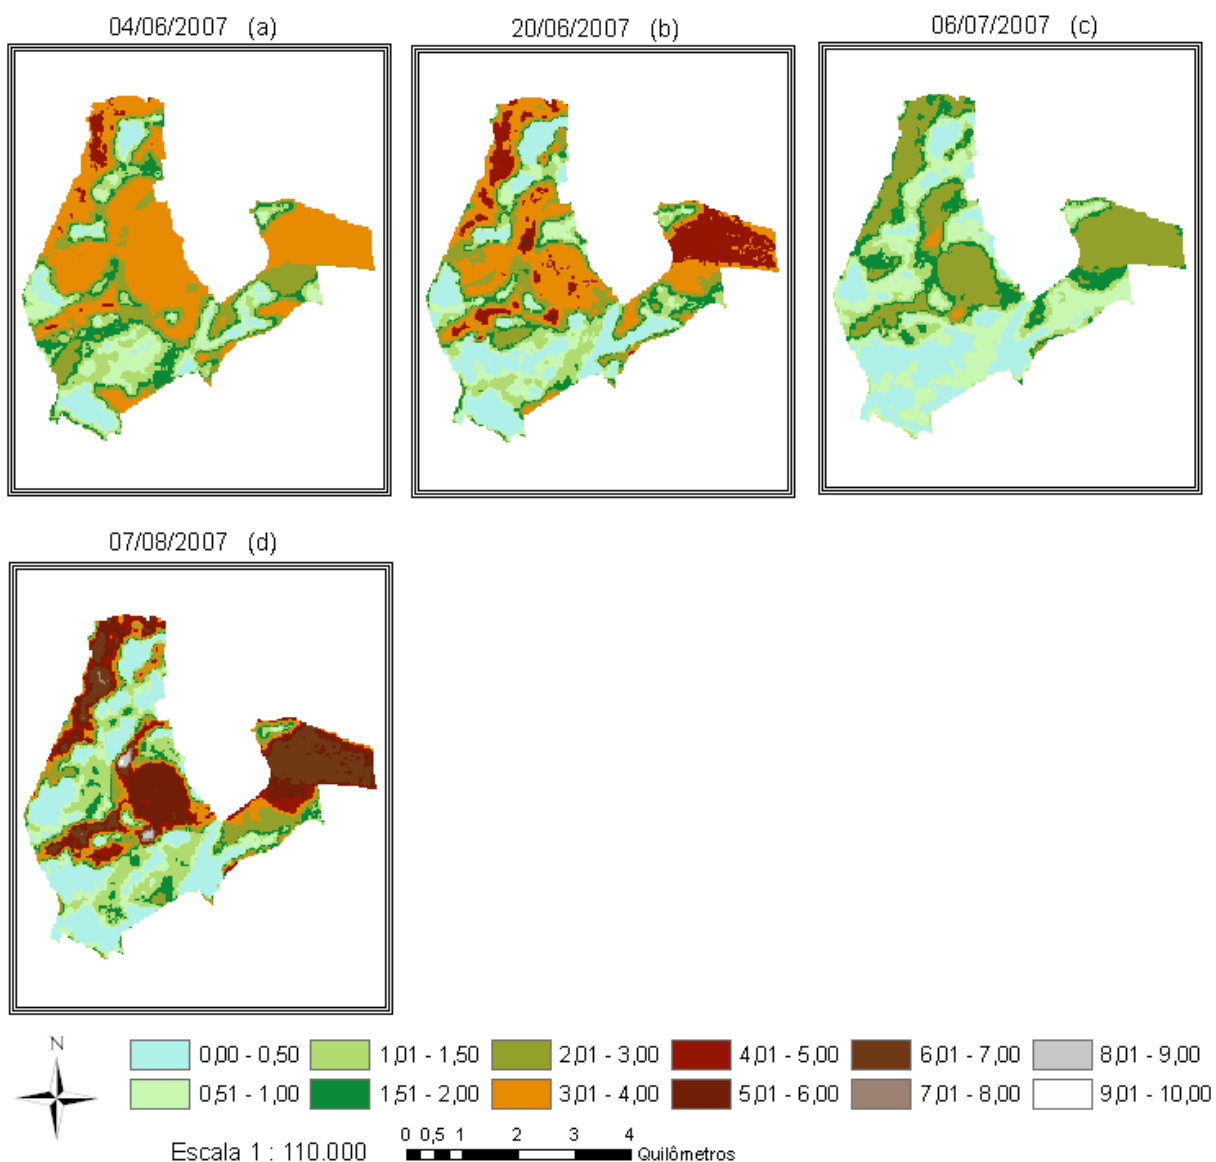 04/06/2007 (a)
20/06/2007 (b)
06/07/2007 (c)
07/08/2007 (d)
N
0,00 - 0,50
1,01 - 1,50
2,01 - 3,00
4,01 - 5,00
6,01 - 7,00
8,01 - 9,00
0,51 - 1,00
1,51 - 2,00
3,01 - 4,00
5,01 - 6,00
7,01 - 8,00
9,01 - 10,00
Escala 1 : 110.000
0 0,5 1 2 3 4
Quilômetros